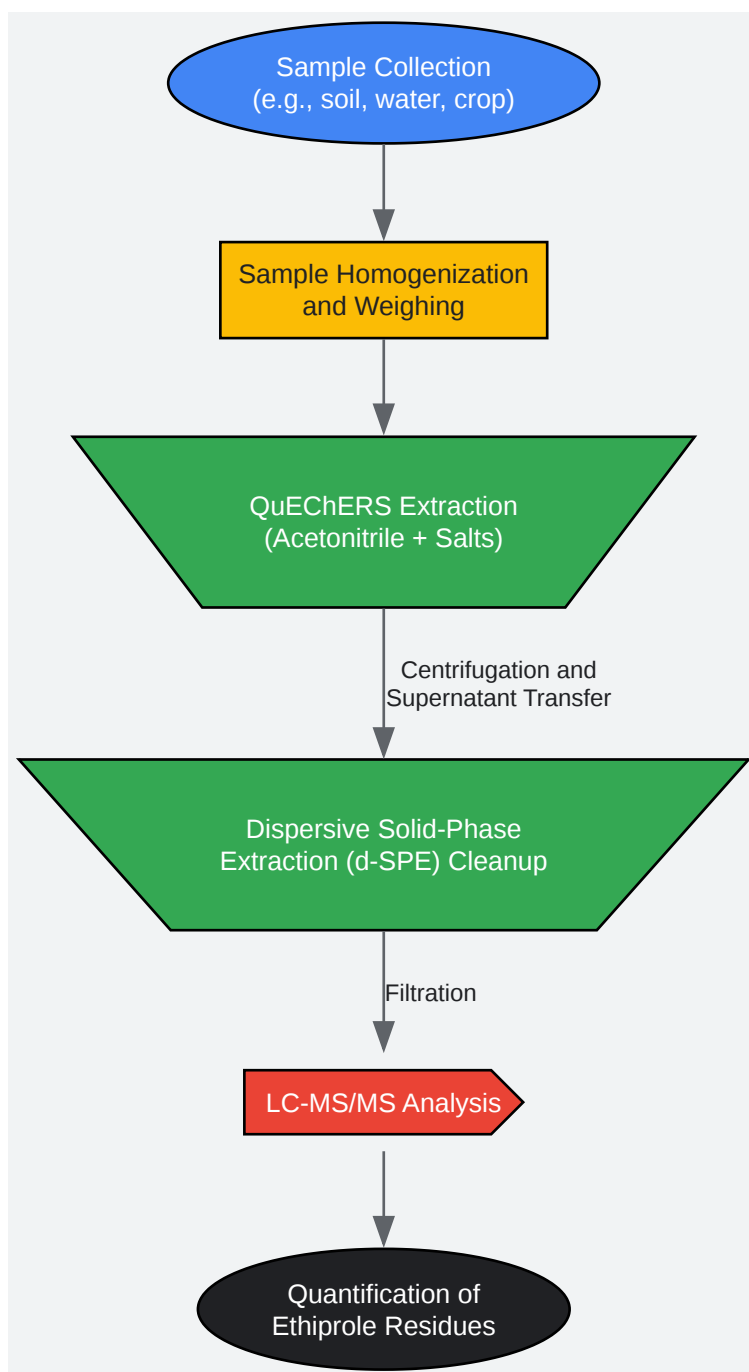 Sample Collection
(e.g., soil, water, crop)
Sample Homogenization
and Weighing
QuEChERS Extraction
(Acetonitrile + Salts)
Centrifugation and
Supernatant Transfer
Dispersive Solid-Phase
Extraction (d-SPE) Cleanup
Filtration
LC-MS/MS Analysis
Quantification of
Ethiprole Residues